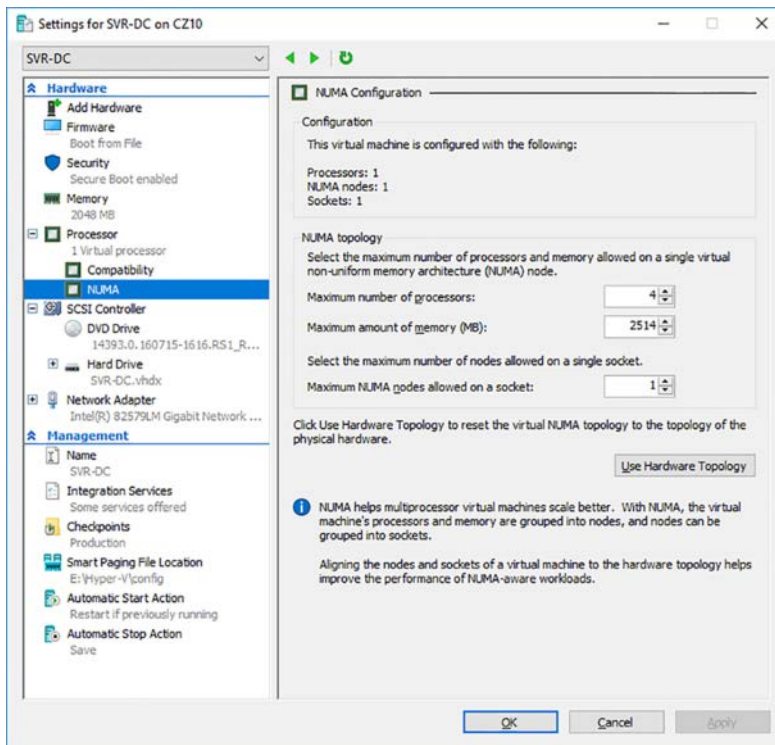 Settings for SVR-DC on CZ10
SVR-DC
Hardware
Add Hardware
Firmware
Boot from File
Security
Secure Boot enabled
Memory
2048 MB
Processor
1 Virtual processor
Compatibility
NUMA
SCSI Controller
DVD Drive
14393.0.160715-1616.RS1_R...
Hard Drive
SVR-DC.vhdx
Network Adapter
Intel(R) 82579LM Gigabit Network ...
Management
Name
SVR-DC
Integration Services
Some services offered
Checkpoints
Production
Smart Paging File Location
E:\Hyper-V\config
Automatic Start Action
Restart if previously running
Automatic Stop Action
Save
NUMA Configuration
Configuration
This virtual machine is configured with the following:
Processors: 1
NUMA nodes: 1
Sockets: 1
NUMA topology
Select the maximum number of processors and memory allowed on a single virtual
non-uniform memory architecture (NUMA) node.
Maximum number of processors: 4
Maximum amount of memory (MB): 2514
Select the maximum number of nodes allowed on a single socket.
Maximum NUMA nodes allowed on a socket: 1
Click Use Hardware Topology to reset the virtual NUMA topology to the topology of the
physical hardware.
Use Hardware Topology
NUMA helps multiprocessor virtual machines scale better. With NUMA, the virtual
machine's processors and memory are grouped into nodes, and nodes can be
grouped into sockets.
Aligning the nodes and sockets of a virtual machine to the hardware topology helps
improve the performance of NUMA-aware workloads.
OK Cancel Apply